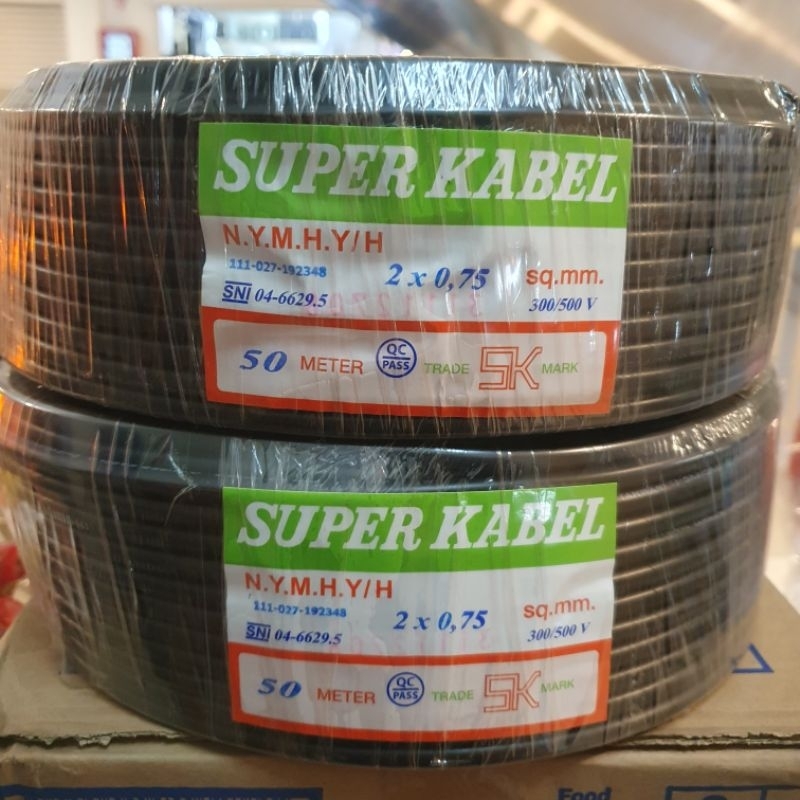 SUPER KABEL
N.Y.M.H.Y/H
111-027-192348
2 x 0,75 sq.mm.
SNI 04-6629.5
300/500 V
50 METER QC PASS TRADE SK MARK
SUPER KABEL
N.Y.M.H.Y/H
111-027-192348
2 x 0,75 sq.mm.
SNI 04-6629.5
300/500 V
50 METER QC PASS TRADE SK MARK
Food